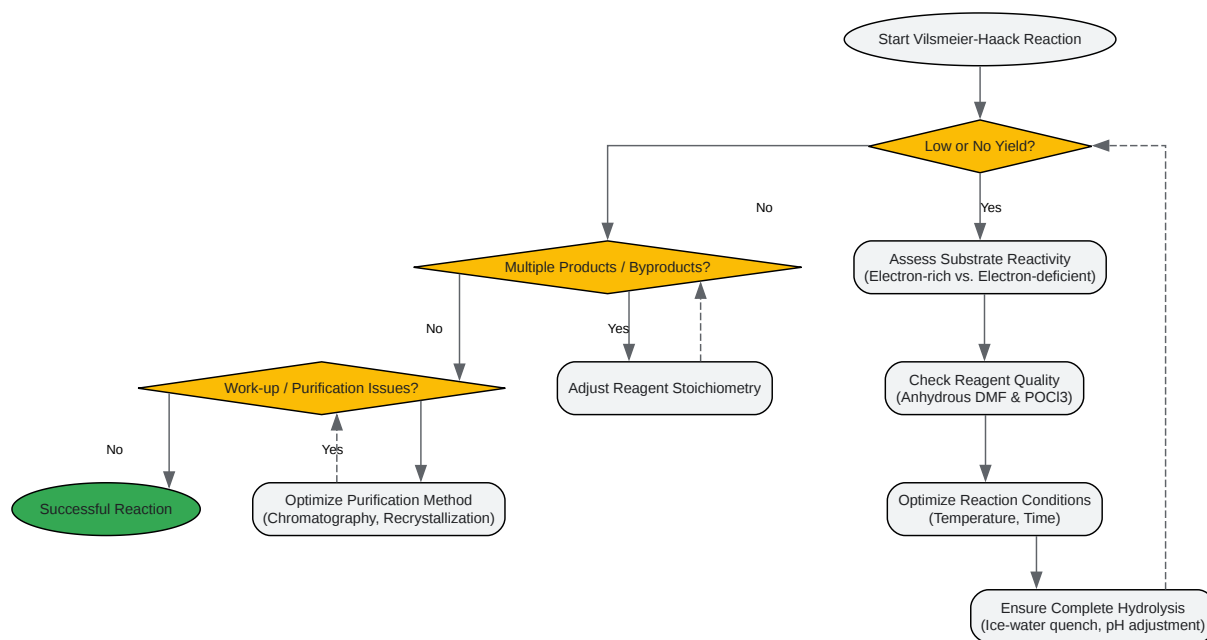 Start Vilsmeier-Haack Reaction
Low or No Yield?
No
Yes
Multiple Products / Byproducts?
Assess Substrate Reactivity
(Electron-rich vs. Electron-deficient)
No
Yes
Work-up / Purification Issues?
Adjust Reagent Stoichiometry
Check Reagent Quality
(Anhydrous DMF & POCl3)
No
Yes
Successful Reaction
Optimize Purification Method
(Chromatography, Recrystallization)
Optimize Reaction Conditions
(Temperature, Time)
Ensure Complete Hydrolysis
(Ice-water quench, pH adjustment)